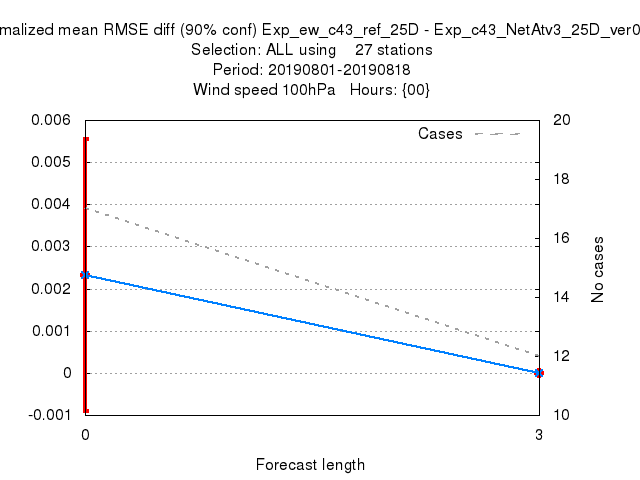 malized mean RMSE diff (90% conf) Exp_ew_c43_ref_25D - Exp_c43_NetAtv3_25D_ver0
Selection: ALL using 27 stations
Period: 20190801-20190818
Wind speed 100hPa Hours: {00}
Cases
0.006
0.005
0.004
0.003
0.002
0.001
0
-0.001
20
18
16
14
12
10
No cases
0 3
Forecast length